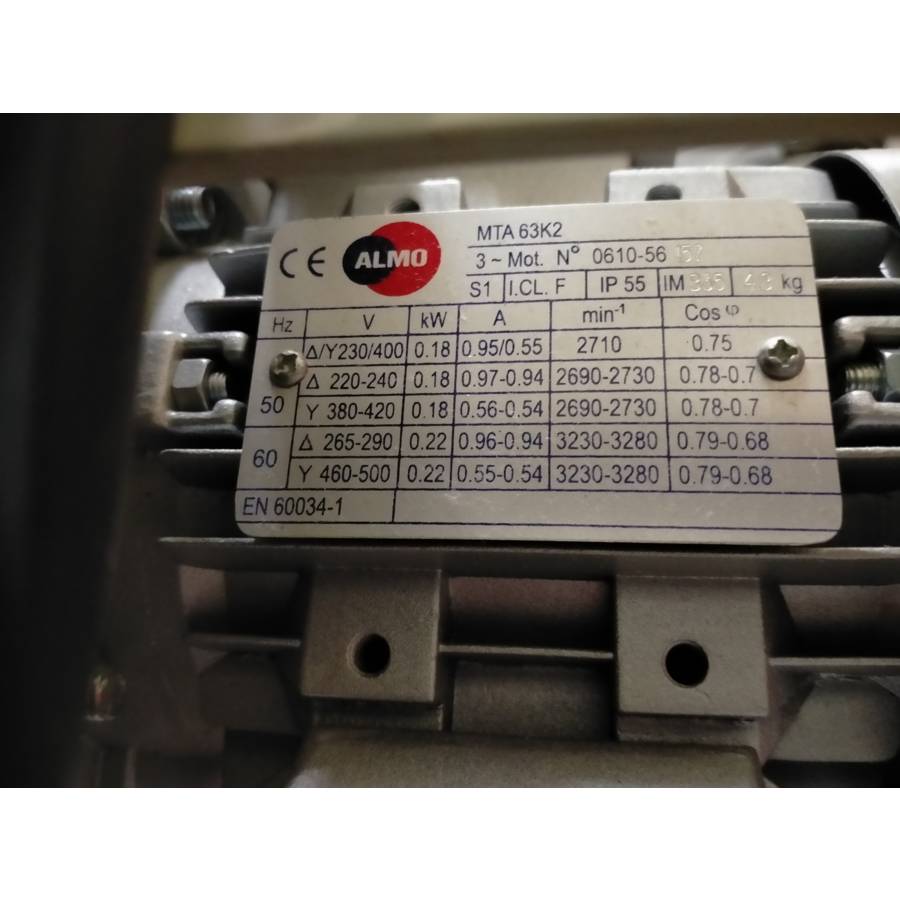 CE ALMO
MTA 63K2
3 ~ Mot. Nº 0610-56
S1 I.CL. F IP 55 IM kg
Hz V kW A min-1 Cos φ
Δ/Y230/400 0.18 0.95/0.55 2710 0.75
50 Δ 220-240 0.18 0.97-0.94 2690-2730 0.78-0.7
Y 380-420 0.18 0.56-0.54 2690-2730 0.78-0.7
60 Δ 265-290 0.22 0.96-0.94 3230-3280 0.79-0.68
Y 460-500 0.22 0.55-0.54 3230-3280 0.79-0.68
EN 60034-1